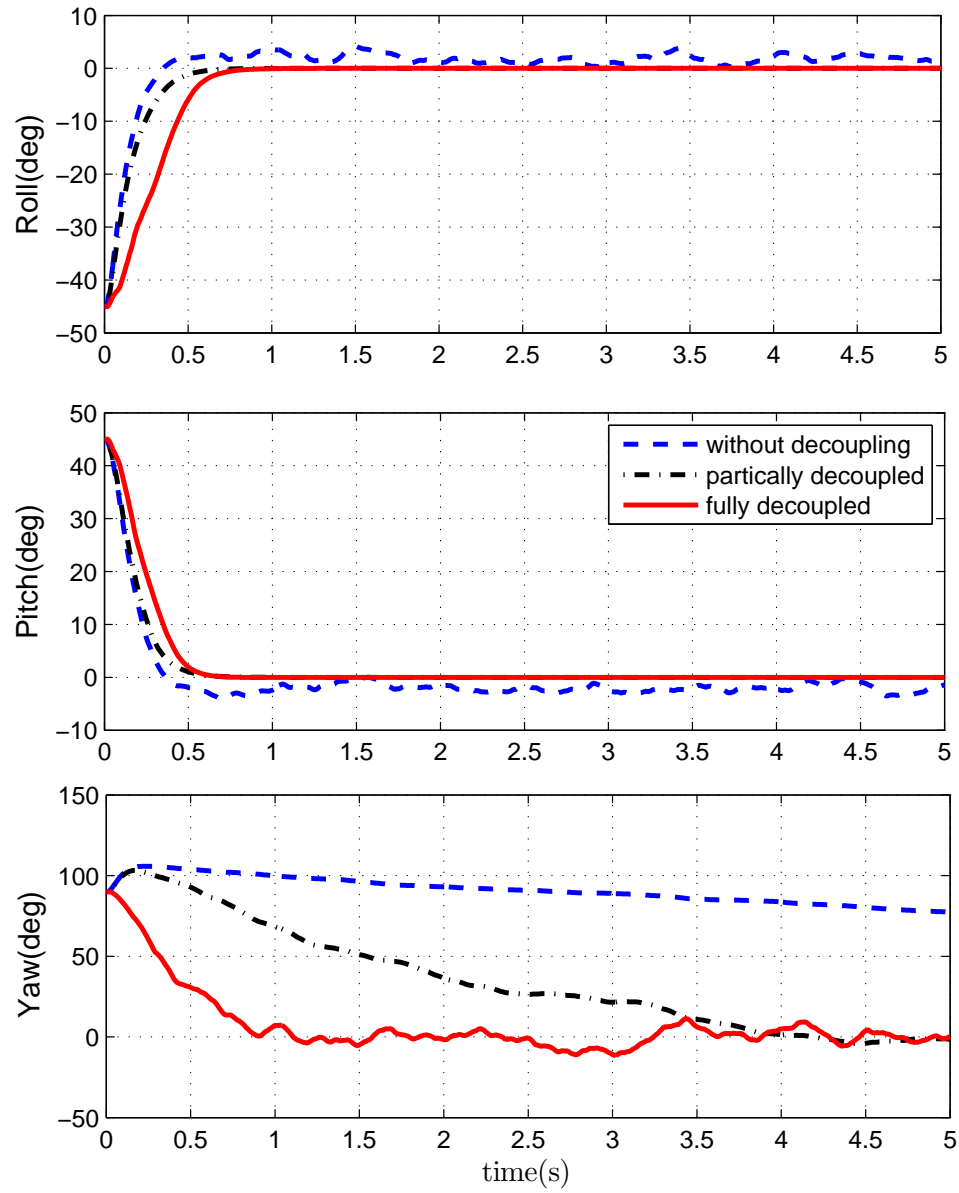 10
0
−10
−20
−30
−40
−50
Roll(deg)
0 0.5 1 1.5 2 2.5 3 3.5 4 4.5 5
50
40
30
20
10
0
−10
Pitch(deg)
without decoupling
partically decoupled
fully decoupled
0 0.5 1 1.5 2 2.5 3 3.5 4 4.5 5
150
100
50
0
−50
Yaw(deg)
0 0.5 1 1.5 2 2.5 3 3.5 4 4.5 5
time(s)